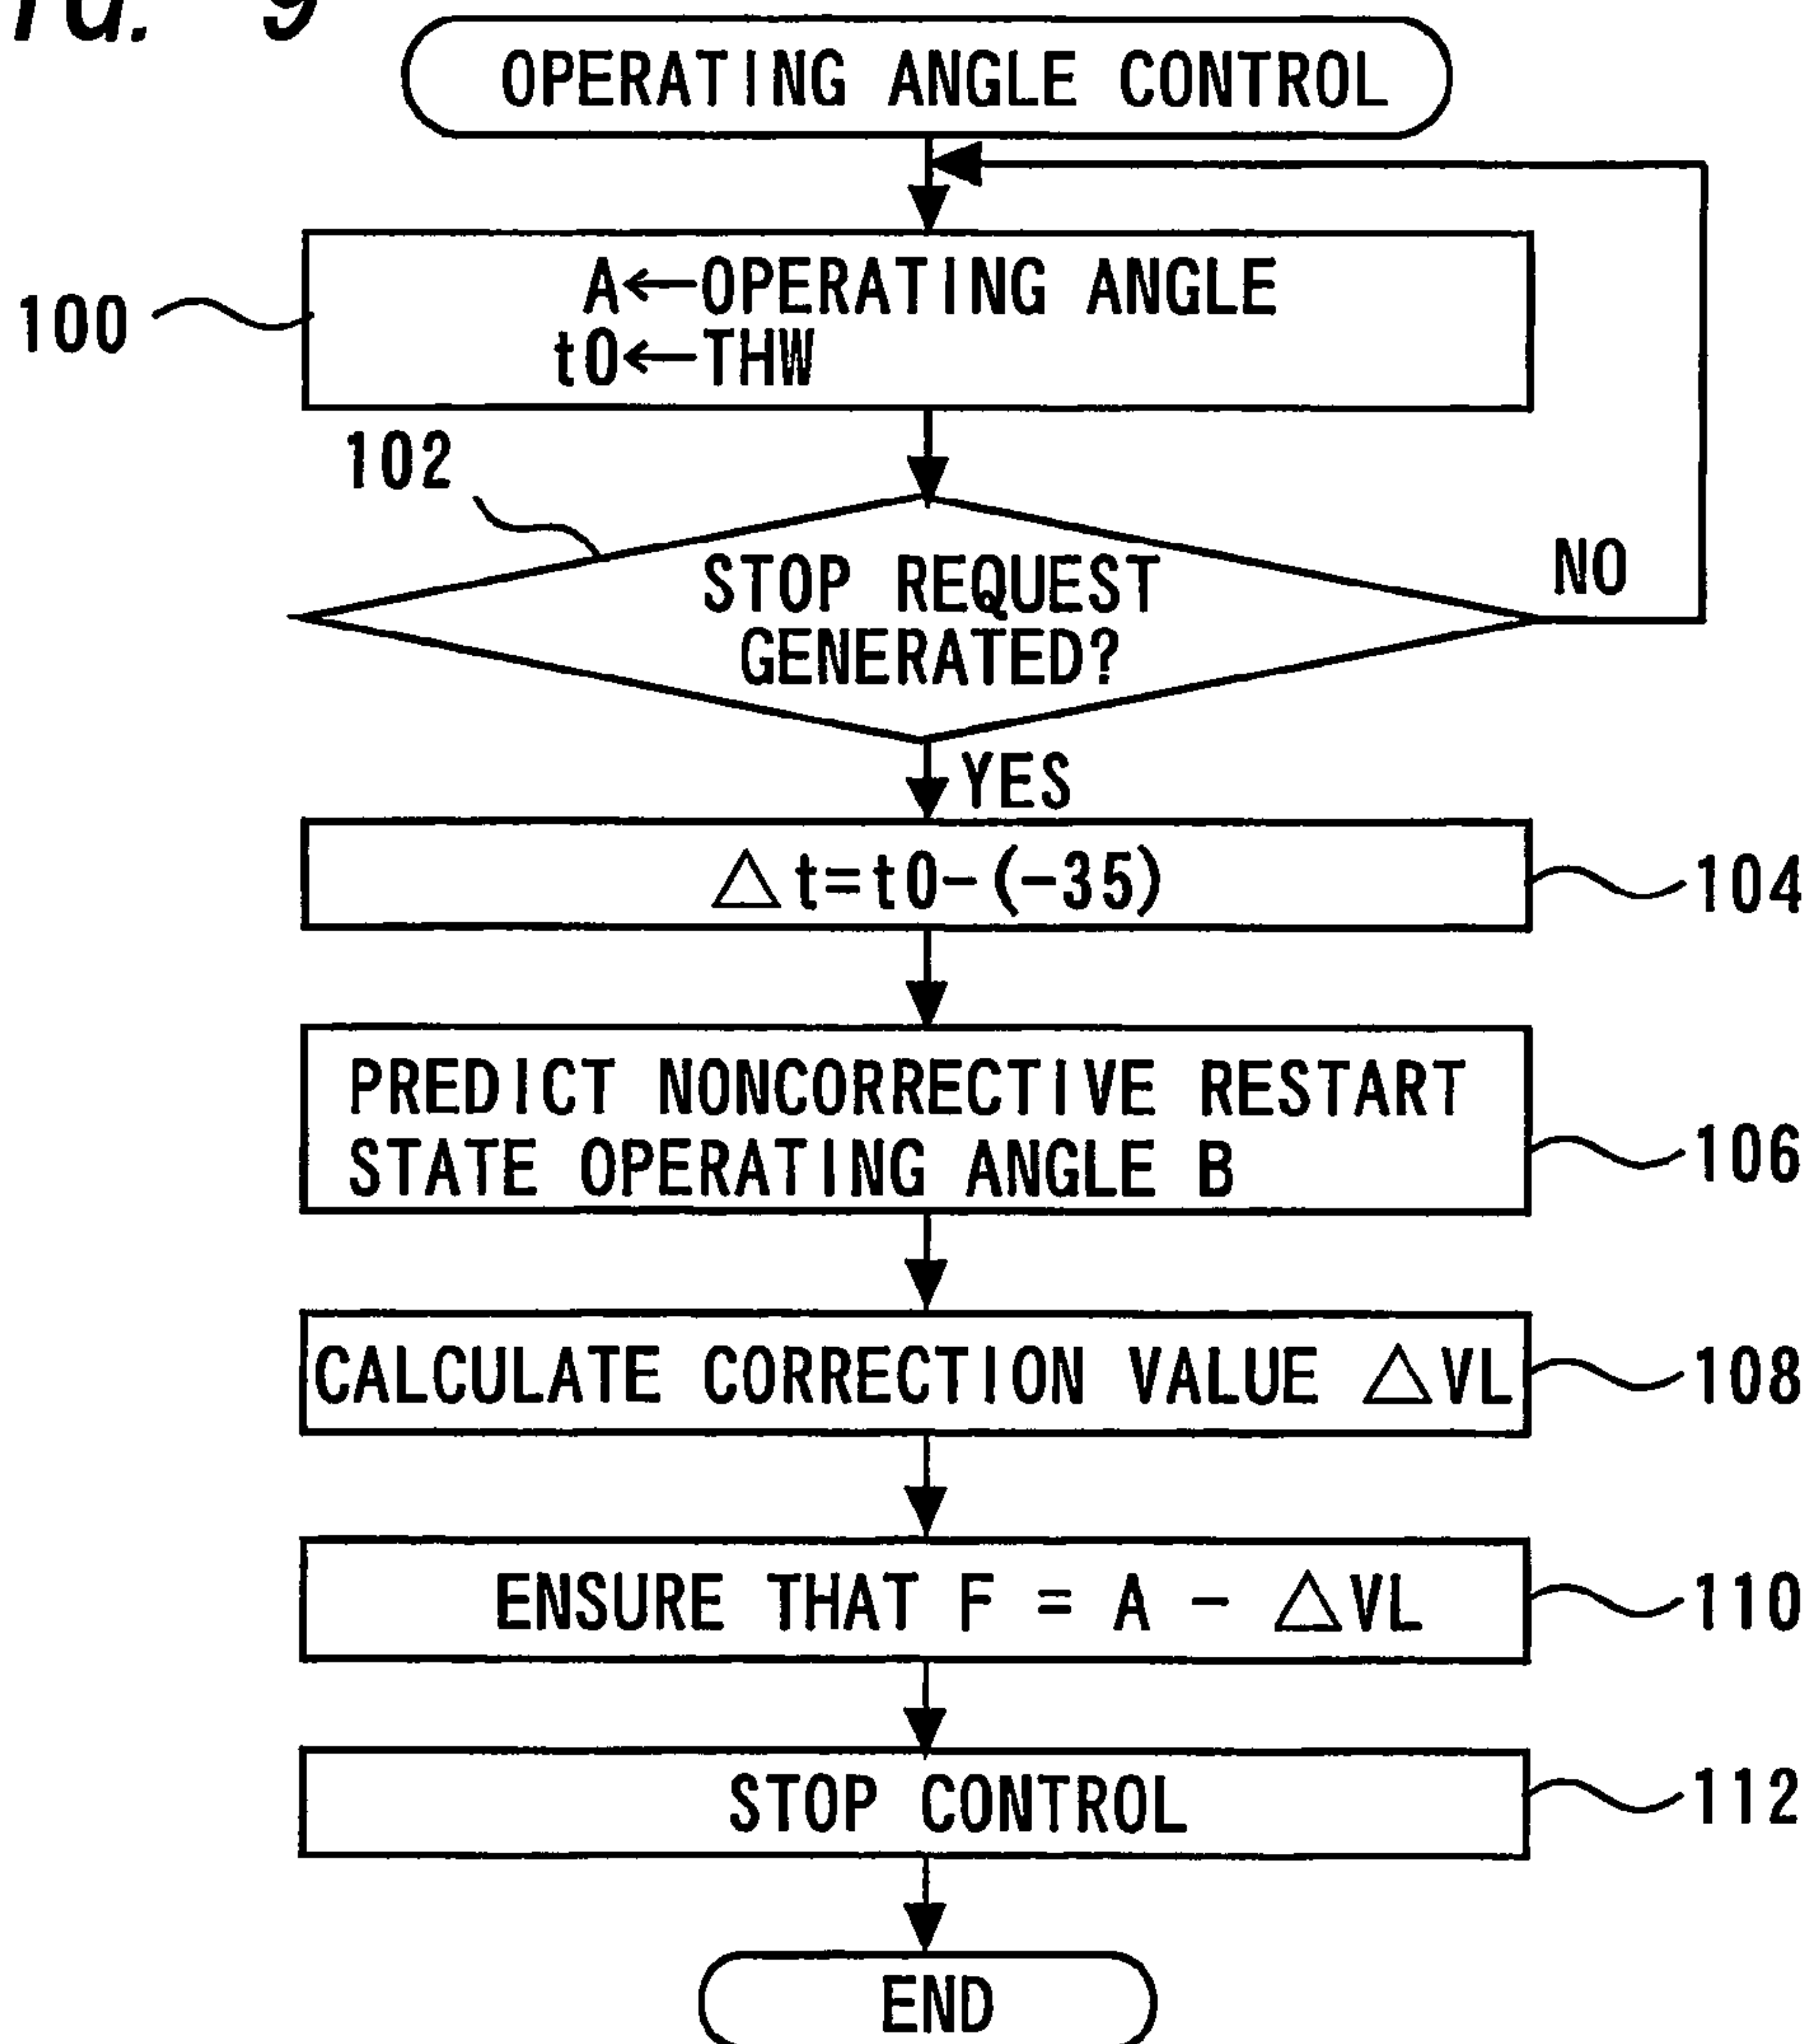 9
OPERATING ANGLE CONTROL
A←OPERATING ANGLE
t0←THW
100
102
STOP REQUEST
GENERATED?
NO
YES
△t=t0-(-35)
104
PREDICT NONCORRECTIVE RESTART
STATE OPERATING ANGLE B
106
CALCULATE CORRECTION VALUE △VL
108
ENSURE THAT F = A - △VL
110
STOP CONTROL
112
END